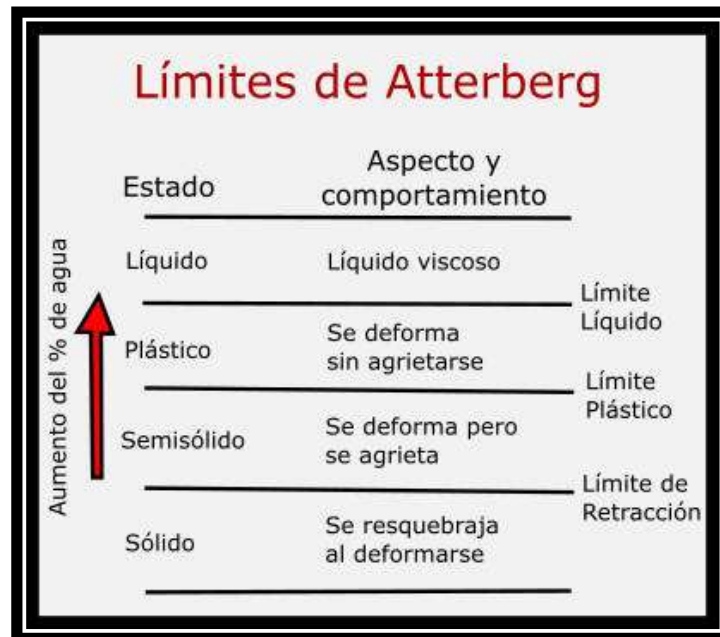 Límites de Atterberg
Estado
Aspecto y
comportamiento
Aumento del % de agua
Líquido
Líquido viscoso
Límite
Líquido
Plástico
Se deforma
sin agrietarse
Límite
Plástico
Semisólido
Se deforma pero
se agrieta
Límite de
Retracción
Sólido
Se resquebraja
al deformarse